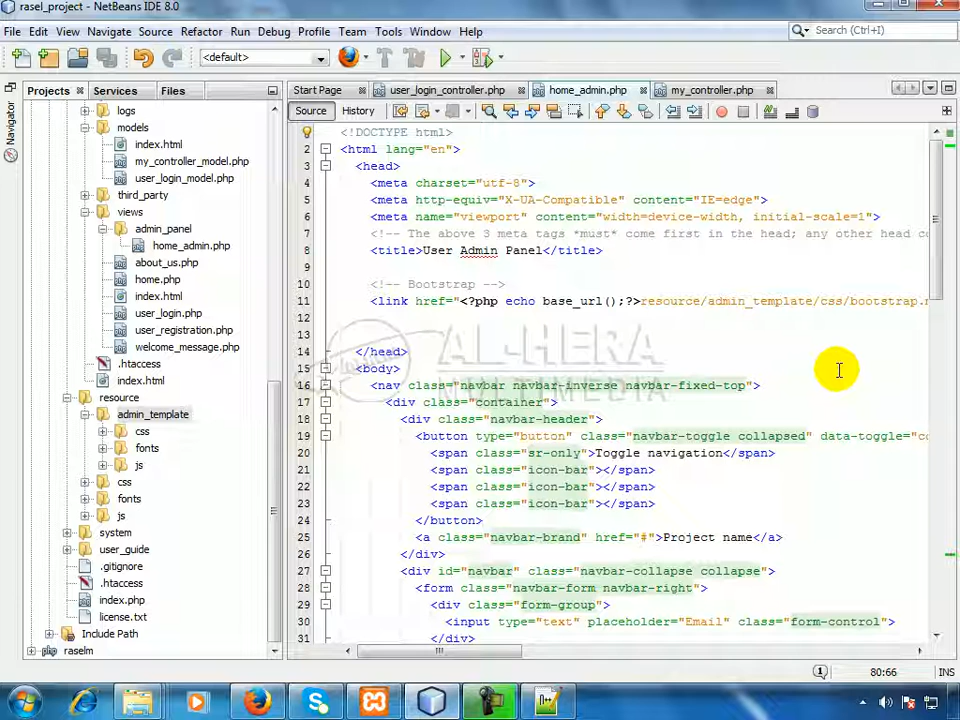 rasel_project - NetBeans IDE 8.0
File Edit View Navigate Source Refactor Run Debug Profile Team Tools Window Help
Search (Ctrl+I)
<default>
Projects Services Files
Start Page user_login_controller.php home_admin.php my_controller.php
Source History
Navigator
logs
models
index.html
my_controller_model.php
user_login_model.php
third_party
views
admin_panel
home_admin.php
about_us.php
home.php
index.html
user_login.php
user_registration.php
welcome_message.php
.htaccess
index.html
resource
admin_template
css
fonts
js
css
fonts
js
system
user_guide
.gitignore
.htaccess
index.php
license.txt
Include Path
raselm
<!DOCTYPE html>
2 <html lang="en">
3 <head>
4 <meta charset="utf-8">
5 <meta http-equiv="X-UA-Compatible" content="IE=edge">
6 <meta name="viewport" content="width=device-width, initial-scale=1">
7 <!-- The above 3 meta tags *must* come first in the head; any other head co
8 <title>User Admin Panel</title>
9
10 <!-- Bootstrap -->
11 <link href="<?php echo base_url();?>resource/admin_template/css/bootstrap.
12
13
14 </head>
15 <body>
16 <nav class="navbar navbar-inverse navbar-fixed-top">
17 <div class="container">
18 <div class="navbar-header">
19 <button type="button" class="navbar-toggle collapsed" data-toggle="co
20 <span class="sr-only">Toggle navigation</span>
21 <span class="icon-bar"></span>
22 <span class="icon-bar"></span>
23 <span class="icon-bar"></span>
24 </button>
25 <a class="navbar-brand" href="#">Project name</a>
26 </div>
27 <div id="navbar" class="navbar-collapse collapse">
28 <form class="navbar-form navbar-right">
29 <div class="form-group">
30 <input type="text" placeholder="Email" class="form-control">
31 </div>
AL-HERA
MULTIMEDIA
80:66 INS